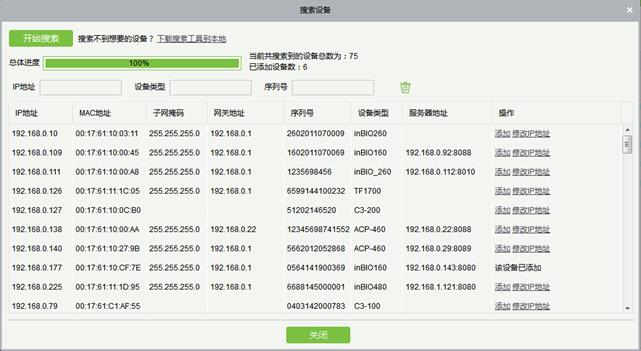 搜索设备
开始搜索 搜索不到想要的设备？ 下载搜索工具到本地
总体进度 100% 当前共搜索到的设备总数为：75
已添加设备数：6
IP地址 设备类型 序列号
IP地址 MAC地址 子网掩码 网关地址 序列号 设备类型 服务器地址 操作
192.168.0.10 00:17:61:10:03:11 255.255.255.0 192.168.0.1 2602011070009 inBIO260 添加 修改IP地址
192.168.0.109 00:17:61:10:00:45 255.255.255.0 192.168.0.1 1602011070069 inBIO160 192.168.0.92:8088 添加 修改IP地址
192.168.0.111 00:17:61:10:00:A8 255.255.255.0 192.168.0.1 1235698456 inBIO_260 192.168.0.112:8010 添加 修改IP地址
192.168.0.126 00:17:61:11:1C:05 255.255.255.0 192.168.0.1 6599144100232 TF1700 添加 修改IP地址
192.168.0.127 00:17:61:10:0C:B0 51202146520 C3-200 添加 修改IP地址
192.168.0.138 00:17:61:10:00:AA 255.255.255.0 192.168.0.22 12345698741552 ACP-460 192.168.0.22:8088 添加 修改IP地址
192.168.0.140 00:17:61:10:27:9B 255.255.255.0 192.168.0.1 5662012052868 ACP-460 192.168.0.29:8089 添加 修改IP地址
192.168.0.177 00:17:61:10:CF:7E 255.255.255.0 192.168.0.1 0564141900369 inBIO160 192.168.0.143:8080 该设备已添加
192.168.0.225 00:17:61:11:1D:95 255.255.255.0 192.168.0.1 6688145000001 inBIO480 192.168.1.121:8080 添加 修改IP地址
192.168.0.79 00:17:61:C1:AF:55 0403142000783 C3-100 添加 修改IP地址
关闭